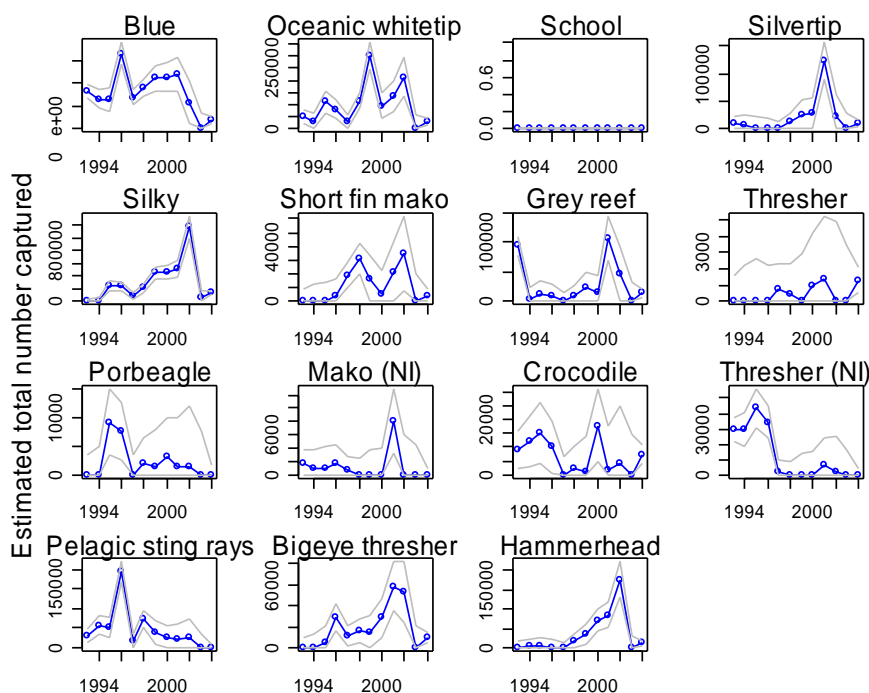 Estimated total number captured
Blue
Oceanic whitetip
School
Silvertip
e+00
0
1994 2000
0 250000
1994 2000
0.0 0.6
1994 2000
0 100000
1994 2000
Silky
Short fin mako
Grey reef
Thresher
0 800000
1994 2000
0 40000
1994 2000
0 100000
1994 2000
0 3000
1994 2000
Porbeagle
Mako (NI)
Crocodile
Thresher (NI)
0 10000
1994 2000
0 6000
1994 2000
0 20000
1994 2000
0 30000
1994 2000
Pelagic sting rays
Bigeye thresher
Hammerhead
0 150000
1994 2000
0 60000
1994 2000
0 150000
1994 2000